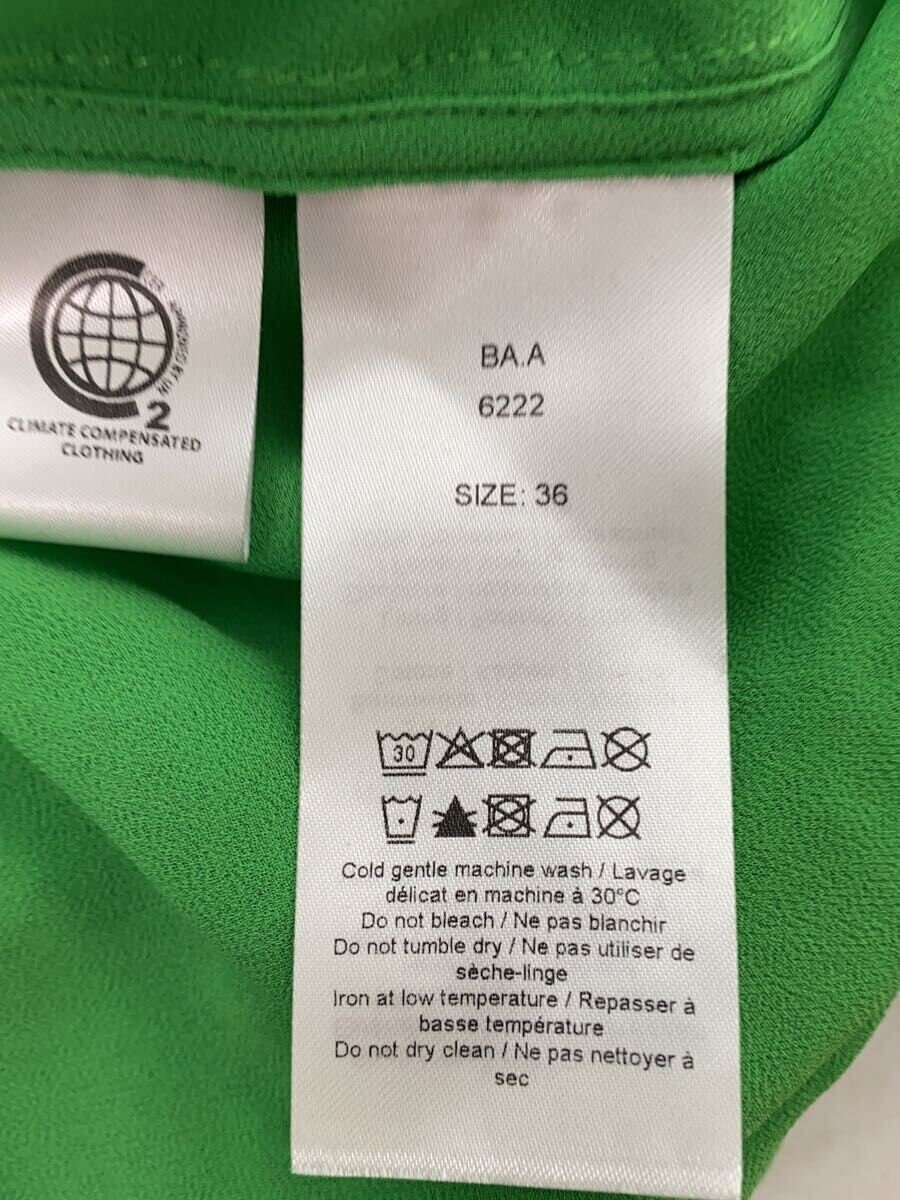 2
CLIMATE COMPENSATED
CLOTHING
BA.A
6222
SIZE: 36
30
Cold gentle machine wash / Lavage
délicat en machine à 30°C
Do not bleach / Ne pas blanchir
Do not tumble dry / Ne pas utiliser de
sèche-linge
Iron at low temperature / Repasser à
basse température
Do not dry clean / Ne pas nettoyer à
sec